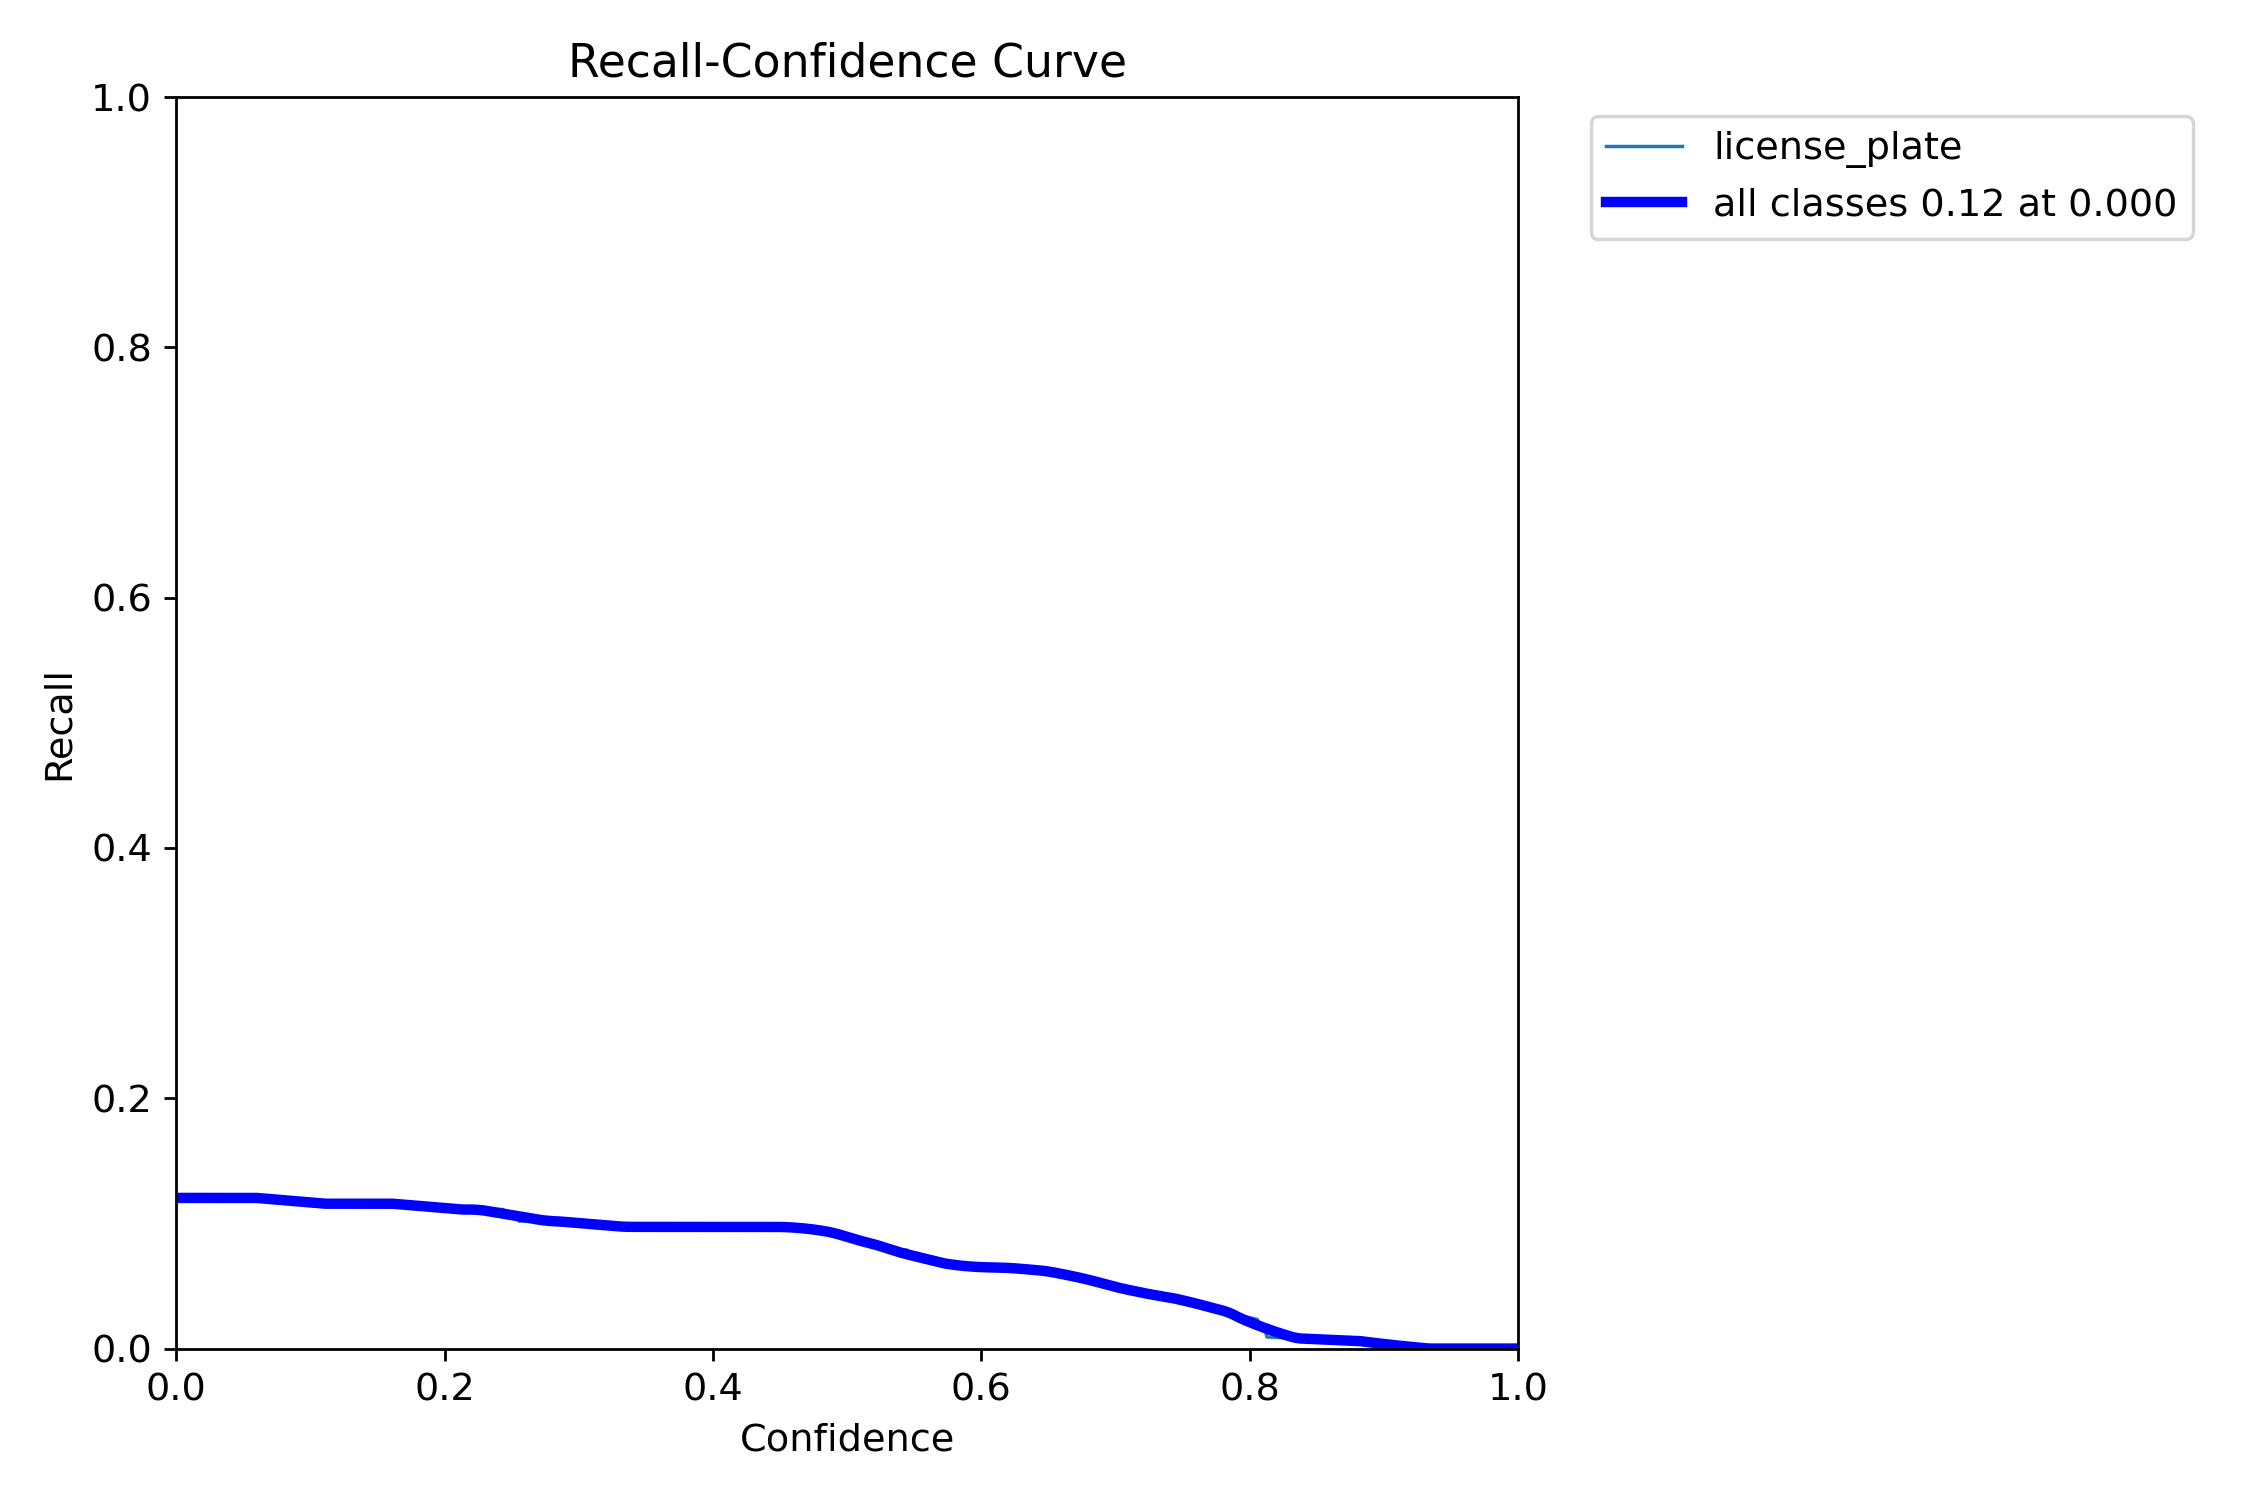 Recall-Confidence Curve
1.0
0.8
0.6
0.4
0.2
0.0
Recall
0.0 0.2 0.4 0.6 0.8 1.0
Confidence
license_plate
all classes 0.12 at 0.000